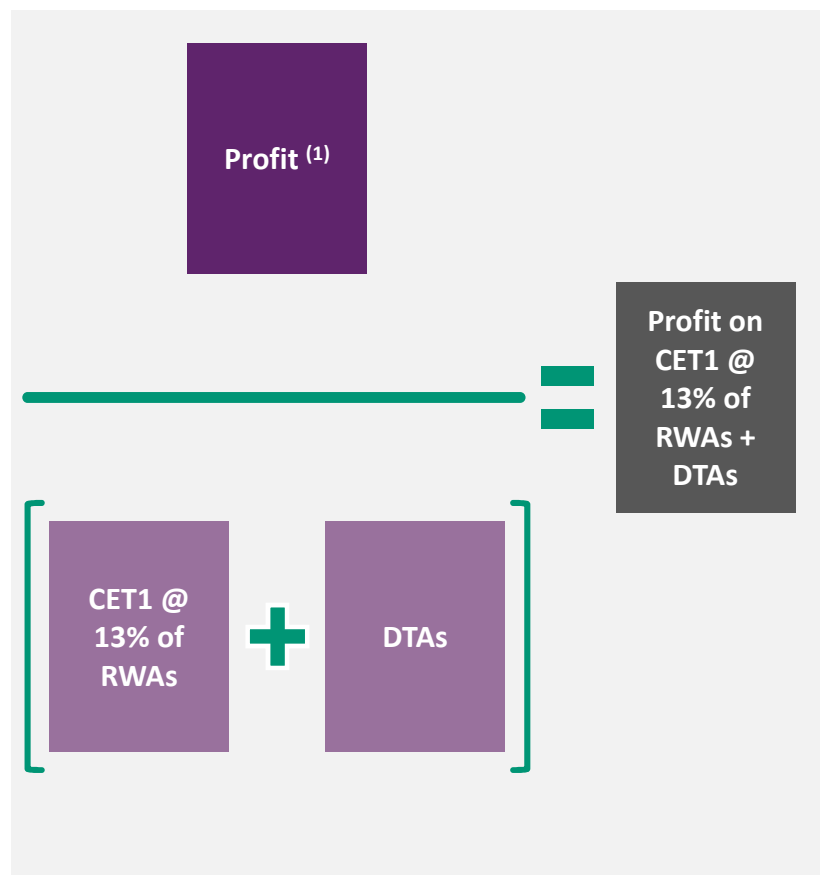 Profit (1)
Profit on
CET1 @
13% of
RWAs +
DTAs
CET1 @
13% of
RWAs
DTAs